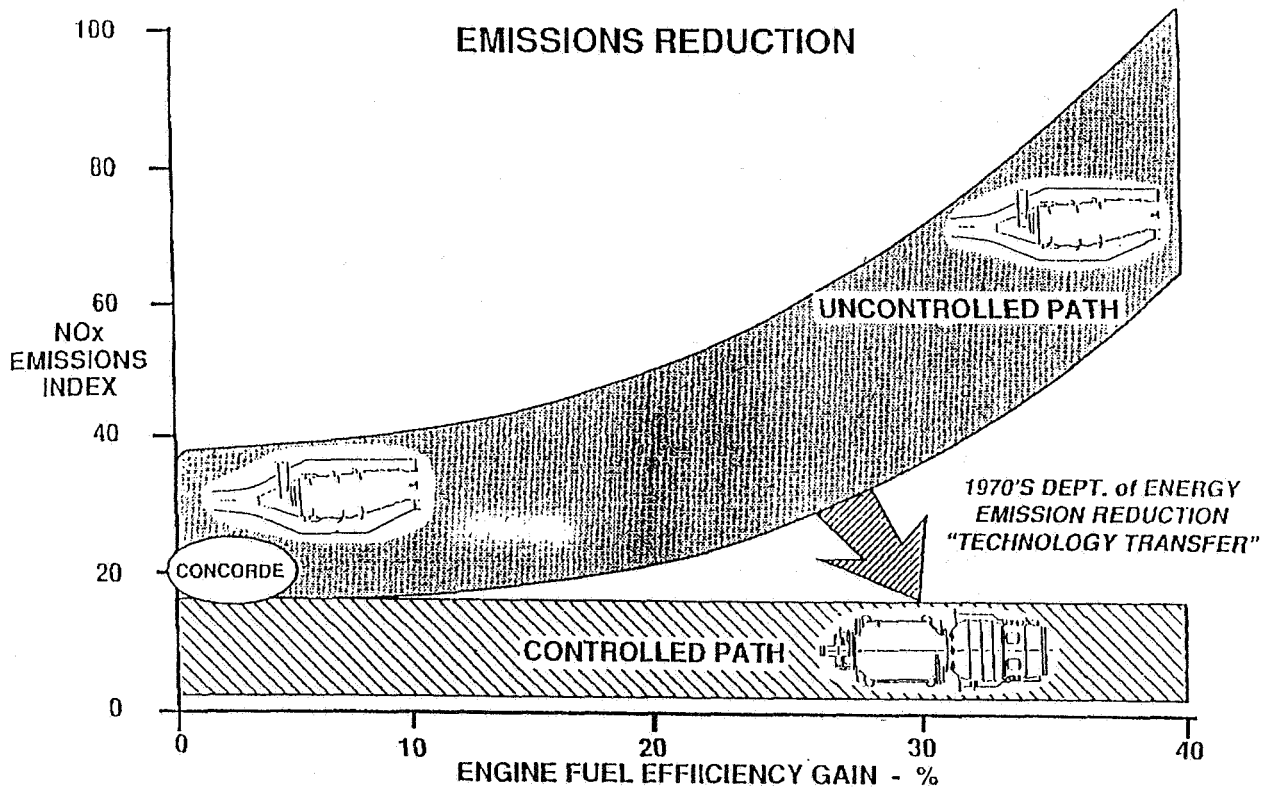 EMISSIONS REDUCTION
100
80
60
NOx
EMISSIONS
INDEX
40
20
0
UNCONTROLLED PATH
1970'S DEPT. of ENERGY
EMISSION REDUCTION
"TECHNOLOGY TRANSFER"
CONCORDE
CONTROLLED PATH
0
10
20
30
40
ENGINE FUEL EFFIICIENCY GAIN - %